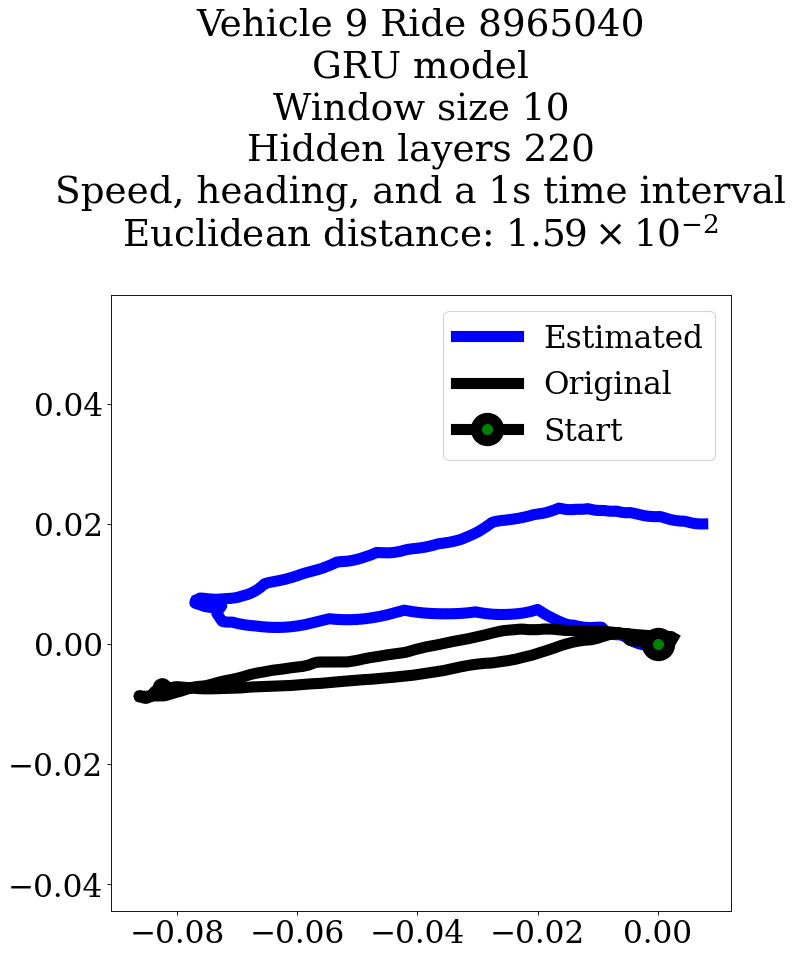 Vehicle 9 Ride 8965040
GRU model
Window size 10
Hidden layers 220
Speed, heading, and a 1s time interval
Euclidean distance: 1.59 × 10⁻²
Estimated
Original
Start
0.04
0.02
0.00
−0.02
−0.04
−0.08 −0.06 −0.04 −0.02 0.00